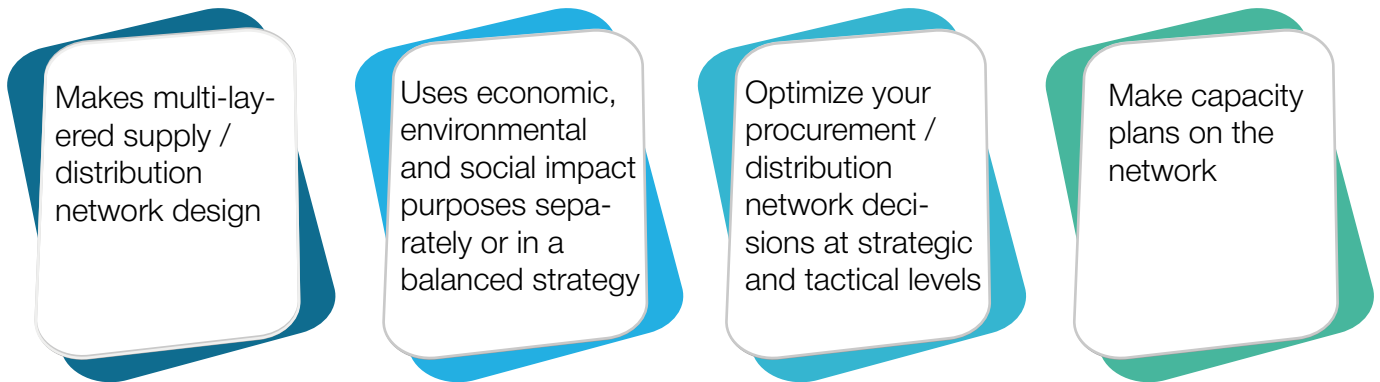 Makes multi-lay-
ered supply /
distribution
network design
Uses economic,
environmental
and social impact
purposes sepa-
rately or in a
balanced strategy
Optimize your
procurement /
distribution
network deci-
sions at strategic
and tactical levels
Make capacity
plans on the
network